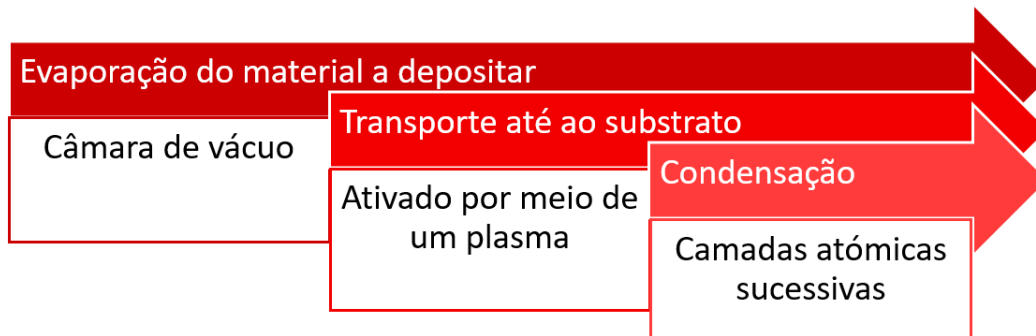 Evaporação do material a depositar
Câmara de vácuo
Transporte até ao substrato
Ativado por meio de
um plasma
Condensação
Camadas atómicas
sucessivas